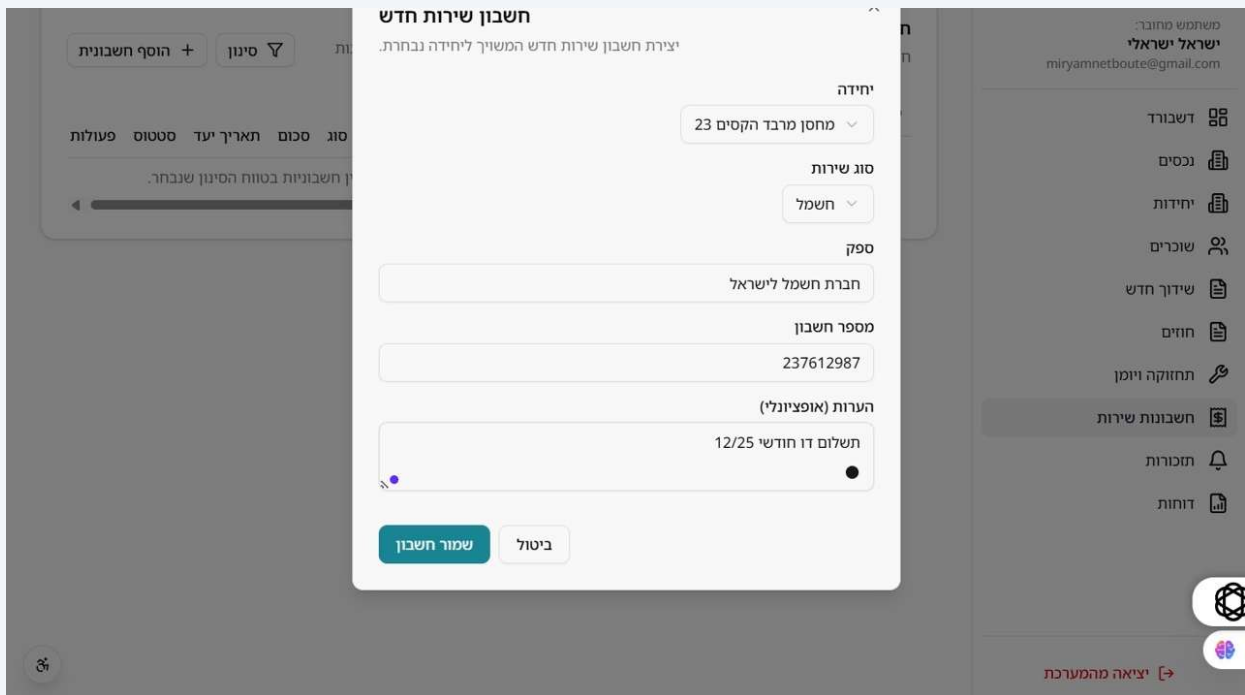 משתמש מחובר:
ישראל ישראלי
miryamnetboute@gmail.com
דשבורד
נכסים
יחידות
שוכרים
שידוך חדש
חוזים
תחזוקה ויומן
חשבונות שירות
תזכורות
דוחות
יציאה מהמערכת
הוסף חשבונית
סינון
סוג סכום תאריך יעד סטטוס פעולות
חשבוניות בטווח הסינון שנבחר.
חשבון שירות חדש
יצירת חשבון שירות חדש המשויך ליחידה נבחרת.
יחידה
מחסן מרבד הקסים 23
סוג שירות
חשמל
ספק
חברת חשמל לישראל
מספר חשבון
237612987
הערות (אופציונלי)
תשלום דו חודשי 12/25
ביטול
שמור חשבון